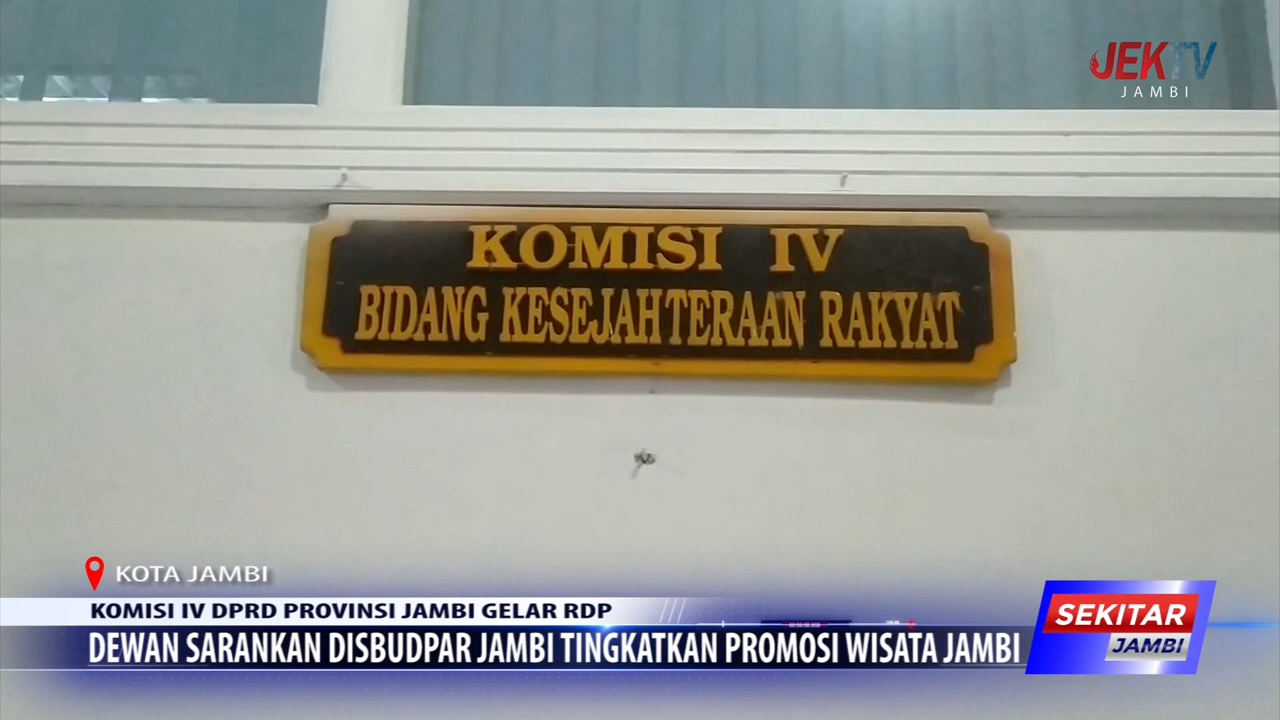 JEKTV
JAMBI
KOMISI IV
BIDANG KESEJAHTERAAN RAKYAT
KOTA JAMBI
KOMISI IV DPRD PROVINSI JAMBI GELAR RDP
DEWAN SARANKAN DISBUDPAR JAMBI TINGKATKAN PROMOSI WISATA JAMBI
SEKITAR
JAMBI